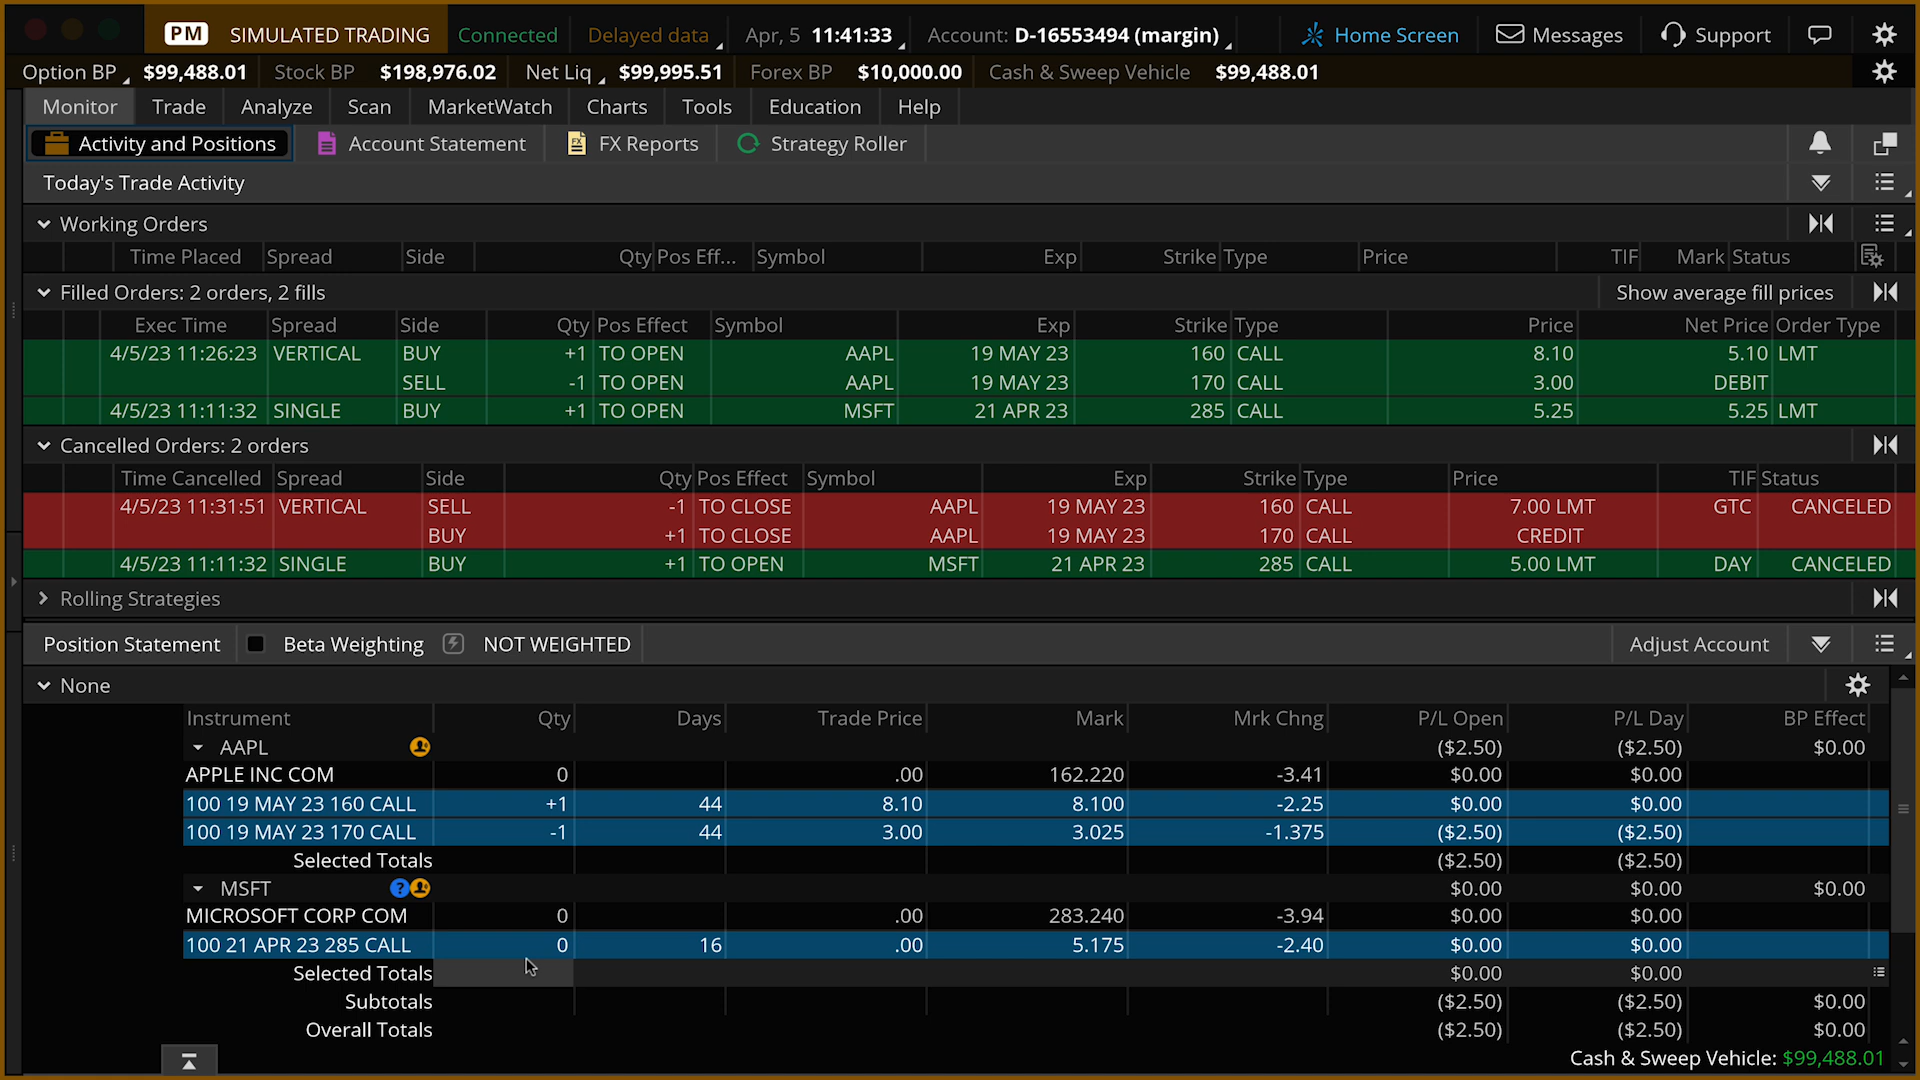 PM SIMULATED TRADING Connected Delayed data Apr, 5 11:41:33 Account: D-16553494 (margin) Home Screen Messages Support
Option BP $99,488.01 Stock BP $198,976.02 Net Liq $99,995.51 Forex BP $10,000.00 Cash & Sweep Vehicle $99,488.01
Monitor Trade Analyze Scan MarketWatch Charts Tools Education Help
Activity and Positions Account Statement FX FX Reports Strategy Roller
Today's Trade Activity
Working Orders
Time Placed Spread Side Qty Pos Eff... Symbol Exp Strike Type Price TIF Mark Status
Filled Orders: 2 orders, 2 fills Show average fill prices
Exec Time Spread Side Qty Pos Effect Symbol Exp Strike Type Price Net Price Order Type
4/5/23 11:26:23 VERTICAL BUY +1 TO OPEN AAPL 19 MAY 23 160 CALL 8.10 5.10 LMT
SELL -1 TO OPEN AAPL 19 MAY 23 170 CALL 3.00 DEBIT
4/5/23 11:11:32 SINGLE BUY +1 TO OPEN MSFT 21 APR 23 285 CALL 5.25 5.25 LMT
Cancelled Orders: 2 orders
Time Cancelled Spread Side Qty Pos Effect Symbol Exp Strike Type Price TIF Status
4/5/23 11:31:51 VERTICAL SELL -1 TO CLOSE AAPL 19 MAY 23 160 CALL 7.00 LMT GTC CANCELED
BUY +1 TO CLOSE AAPL 19 MAY 23 170 CALL CREDIT
4/5/23 11:11:32 SINGLE BUY +1 TO OPEN MSFT 21 APR 23 285 CALL 5.00 LMT DAY CANCELED
Rolling Strategies
Position Statement Beta Weighting NOT WEIGHTED Adjust Account
None
Instrument Qty Days Trade Price Mark Mrk Chng P/L Open P/L Day BP Effect
AAPL ($2.50) ($2.50) $0.00
APPLE INC COM 0 .00 162.220 -3.41 $0.00 $0.00
100 19 MAY 23 160 CALL +1 44 8.10 8.100 -2.25 $0.00 $0.00
100 19 MAY 23 170 CALL -1 44 3.00 3.025 -1.375 ($2.50) ($2.50)
Selected Totals ($2.50) ($2.50)
MSFT ? $0.00 $0.00 $0.00
MICROSOFT CORP COM 0 .00 283.240 -3.94 $0.00 $0.00
100 21 APR 23 285 CALL 0 16 .00 5.175 -2.40 $0.00 $0.00
Selected Totals $0.00 $0.00
Subtotals ($2.50) ($2.50) $0.00
Overall Totals ($2.50) ($2.50) $0.00
Cash & Sweep Vehicle: $99,488.01